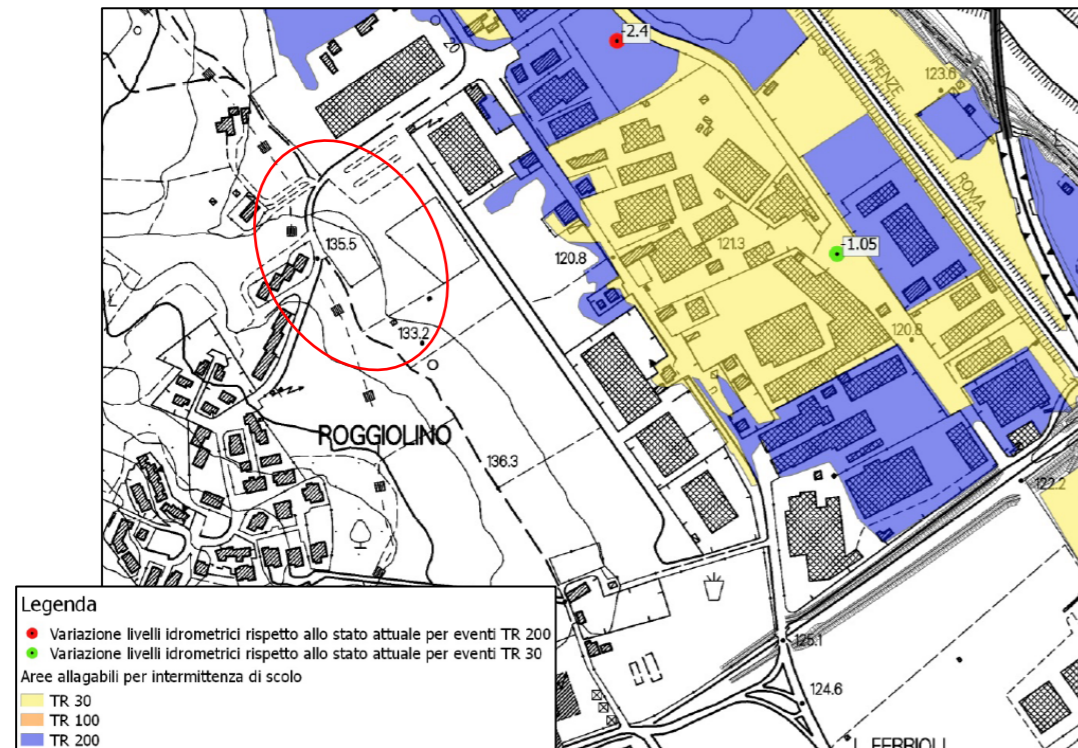 -2.4
20
FIRENZE
123.6
ROMA
135.5
120.8
121.3
-1.05
133.2
120.8
ROGGIOLINO
136.3
122.2
125.1
124.6
L. FERRIOLI
Legenda
Variazione livelli idrometrici rispetto allo stato attuale per eventi TR 200
Variazione livelli idrometrici rispetto allo stato attuale per eventi TR 30
Aree allagabili per intermittenza di scolo
TR 30
TR 100
TR 200